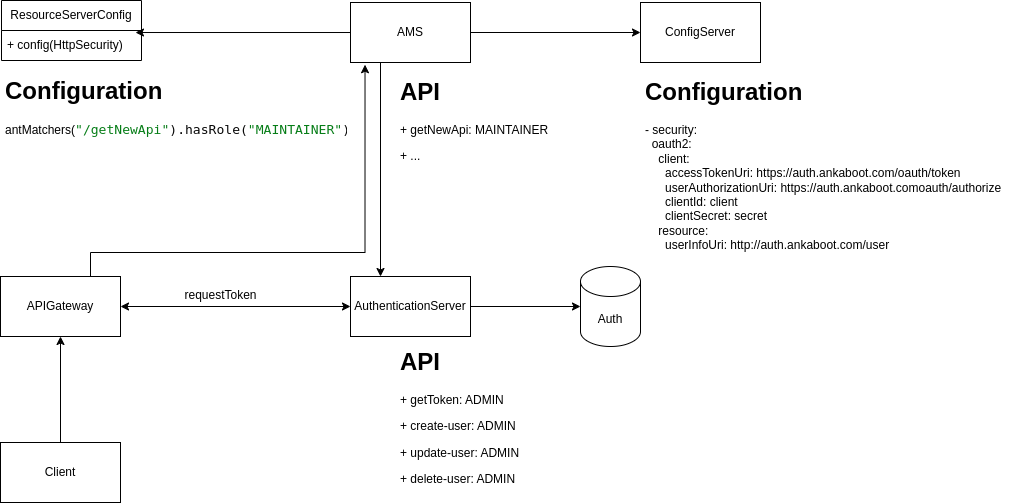 ResourceServerConfig
+ config(HttpSecurity)
AMS
ConfigServer
Configuration
antMatchers("/getNewApi").hasRole("MAINTAINER")
API
+ getNewApi: MAINTAINER
+ ...
Configuration
- security:
oauth2:
client:
accessTokenUri: https://auth.ankaboot.com/oauth/token
userAuthorizationUri: https://auth.ankaboot.comoauth/authorize
clientId: client
clientSecret: secret
resource:
userInfoUri: http://auth.ankaboot.com/user
APIGateway
requestToken
AuthenticationServer
Auth
API
+ getToken: ADMIN
+ create-user: ADMIN
+ update-user: ADMIN
+ delete-user: ADMIN
Client